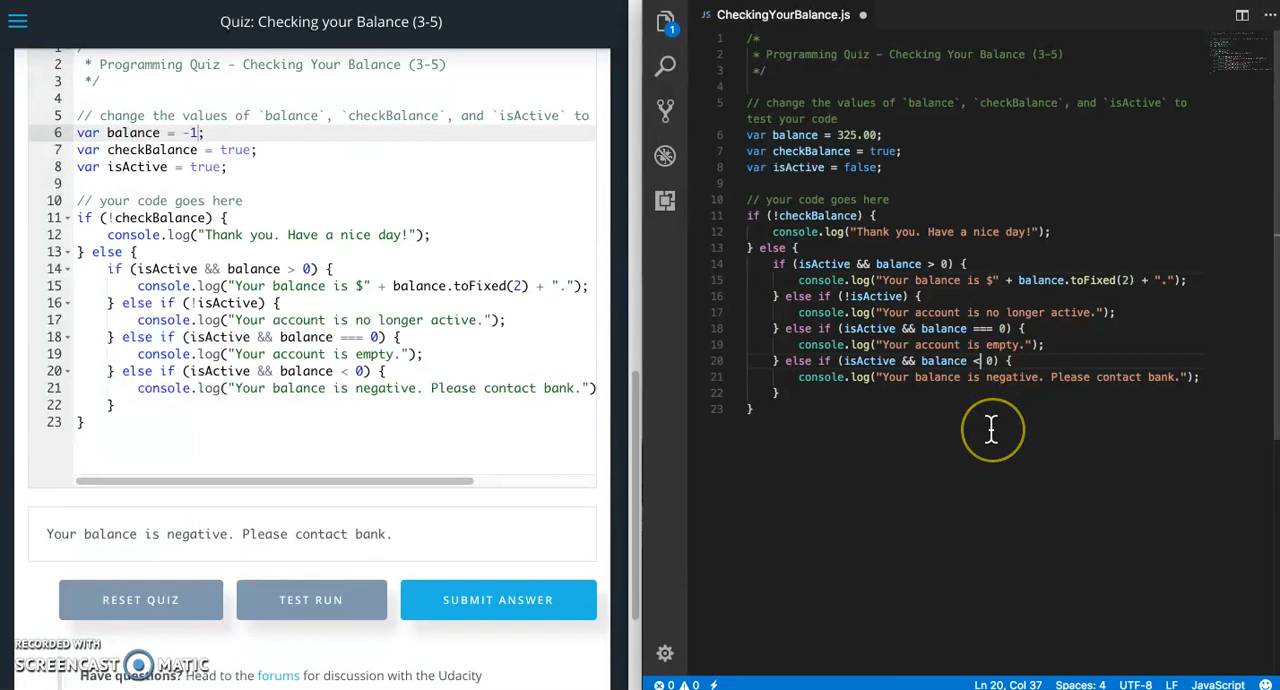 Quiz: Checking your Balance (3-5)
2 * Programming Quiz - Checking Your Balance (3-5)
3 */
4
5 // change the values of `balance`, `checkBalance`, and `isActive` to
6 var balance = -1;
7 var checkBalance = true;
8 var isActive = true;
9
10 // your code goes here
11 if (!checkBalance) {
12 console.log("Thank you. Have a nice day!");
13 } else {
14 if (isActive && balance > 0) {
15 console.log("Your balance is $" + balance.toFixed(2) + ".");
16 } else if (!isActive) {
17 console.log("Your account is no longer active.");
18 } else if (isActive && balance === 0) {
19 console.log("Your account is empty.");
20 } else if (isActive && balance < 0) {
21 console.log("Your balance is negative. Please contact bank.")
22 }
23 }
Your balance is negative. Please contact bank.
RESET QUIZ
TEST RUN
SUBMIT ANSWER
RECORDED WITH
SCREENCAST MATIC
Have questions? Head to the forums for discussion with the Udacity
1
JS CheckingYourBalance.js
1 /*
2 * Programming Quiz - Checking Your Balance (3-5)
3 */
4
5 // change the values of `balance`, `checkBalance`, and `isActive` to
test your code
6 var balance = 325.00;
7 var checkBalance = true;
8 var isActive = false;
9
10 // your code goes here
11 if (!checkBalance) {
12 console.log("Thank you. Have a nice day!");
13 } else {
14 if (isActive && balance > 0) {
15 console.log("Your balance is $" + balance.toFixed(2) + ".");
16 } else if (!isActive) {
17 console.log("Your account is no longer active.");
18 } else if (isActive && balance === 0) {
19 console.log("Your account is empty.");
20 } else if (isActive && balance < 0) {
21 console.log("Your balance is negative. Please contact bank.");
22 }
23 }
0 0 Ln 20, Col 37 Spaces: 4 UTF-8 LF JavaScript